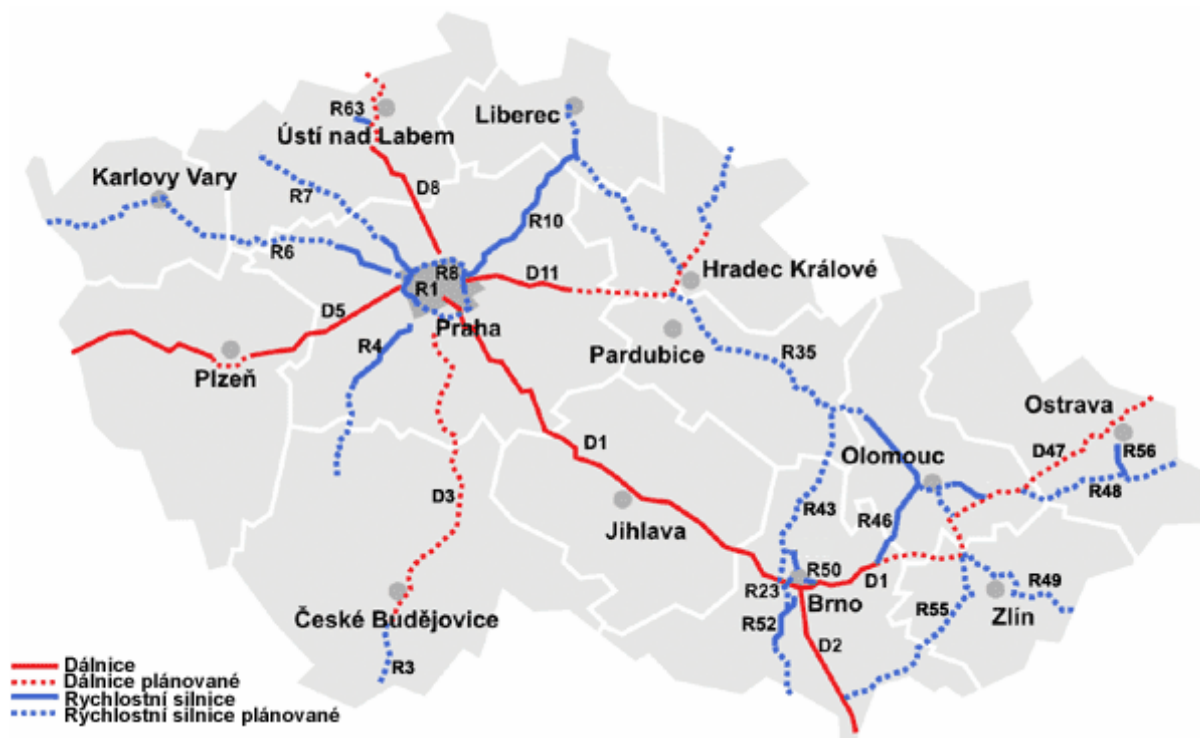 R63
Liberec
Ústí nad Labem
Karlovy Vary
R7
D8
R10
R6
R8
D11
Hradec Králové
R1
D5
Praha
R4
Pardubice
R35
Plzeň
Ostrava
D1
Olomouc
D47
R56
D3
R48
Jihlava
R43
R46
R50
D1
R49
R23
Brno
R55
Zlín
České Budějovice
R52
D2
R3
Dálnice
Dálnice plánované
Rychlostní silnice
Rychlostní silnice plánované